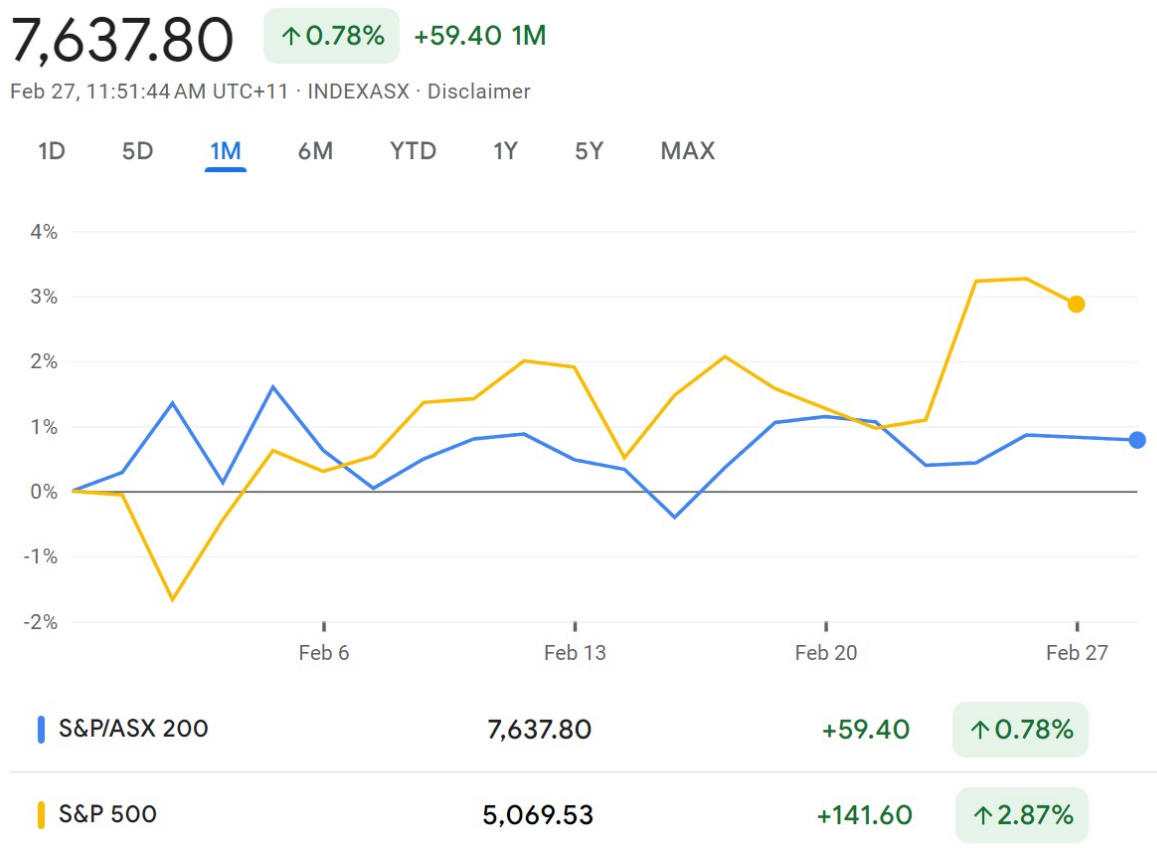 7,637.80 ↑0.78% +59.40 1M
Feb 27, 11:51:44 AM UTC+11 · INDEXASX · Disclaimer
1D 5D 1M 6M YTD 1Y 5Y MAX
4%
3%
2%
1%
0%
-1%
-2%
Feb 6 Feb 13 Feb 20 Feb 27
S&P/ASX 200 7,637.80 +59.40 ↑0.78%
S&P 500 5,069.53 +141.60 ↑2.87%